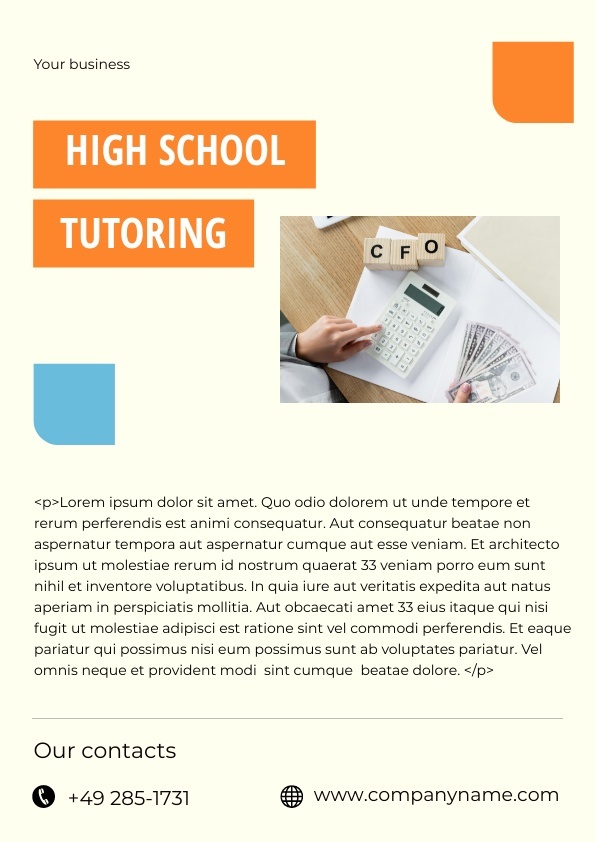 Your business
HIGH SCHOOL
TUTORING
C F O
<p>Lorem ipsum dolor sit amet. Quo odio dolorem ut unde tempore et
rerum perferendis est animi consequatur. Aut consequatur beatae non
aspernatur tempora aut aspernatur cumque aut esse veniam. Et architecto
ipsum ut molestiae rerum id nostrum quaerat 33 veniam porro eum sunt
nihil et inventore voluptatibus. In quia iure aut veritatis expedita aut natus
aperiam in perspiciatis mollitia. Aut obcaecati amet 33 eius itaque qui nisi
fugit ut molestiae adipisci est ratione sint vel commodi perferendis. Et eaque
pariatur qui possimus nisi eum possimus sunt ab voluptates pariatur. Vel
omnis neque et provident modi  sint cumque  beatae dolore. </p>
Our contacts
+49 285-1731
www.companyname.com